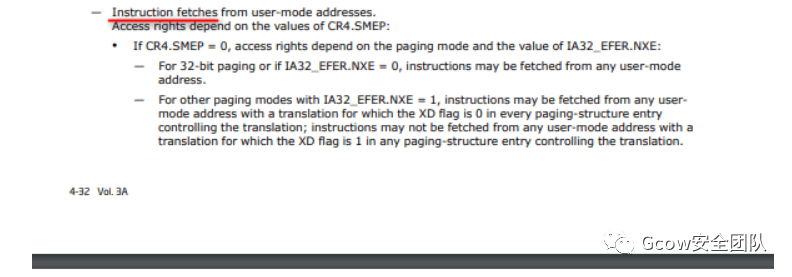 — Instruction fetches from user-mode addresses.
Access rights depend on the values of CR4.SMEP:
• If CR4.SMEP = 0, access rights depend on the paging mode and the value of IA32_EFER.NXE:
— For 32-bit paging or if IA32_EFER.NXE = 0, instructions may be fetched from any user-mode
address.
— For other paging modes with IA32_EFER.NXE = 1, instructions may be fetched from any user-
mode address with a translation for which the XD flag is 0 in every paging-structure entry
controlling the translation; instructions may not be fetched from any user-mode address with a
translation for which the XD flag is 1 in any paging-structure entry controlling the translation.
4-32 Vol. 3A
Gcow安全团队